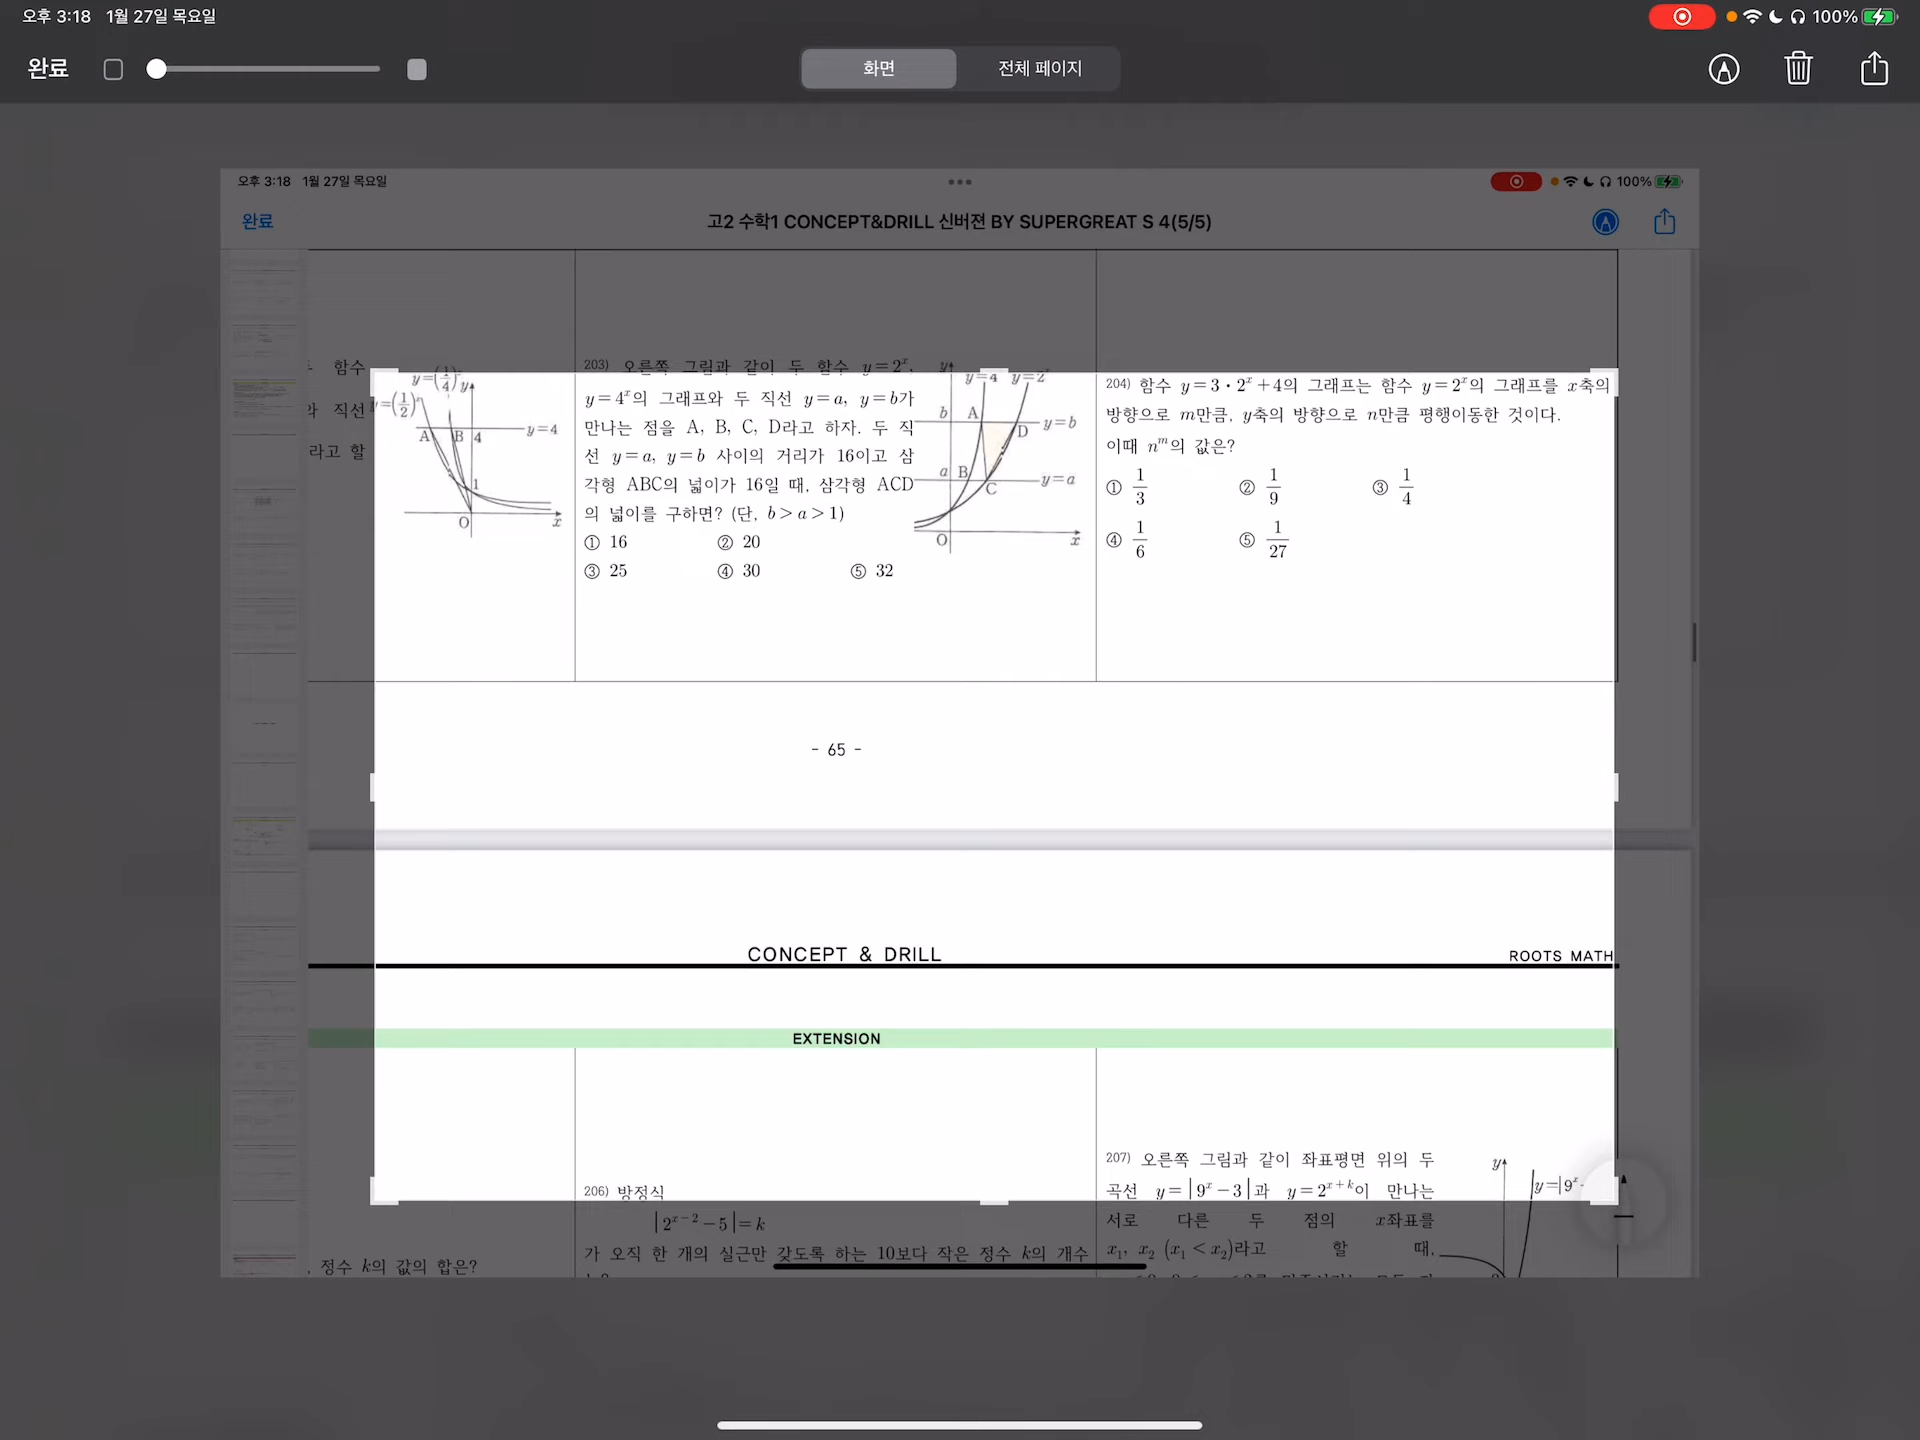 오후 3:18 1월 27일 목요일
100%
완료
화면
전체 페이지
오후 3:18 1월 27일 목요일
100%
완료
고2 수학1 CONCEPT&DRILL 신버젼 BY SUPERGREAT S 4(5/5)
함수
직선
라고 할
y=(1/4)^x
y
y=(1/2)^x
A
B
4
y=4
1
O
x
203) 오른쪽 그림과 같이 두 함수 y=2^x,
y=4^x의 그래프와 두 직선 y=a, y=b가
만나는 점을 A, B, C, D라고 하자. 두 직
선 y=a, y=b 사이의 거리가 16이고 삼
각형 ABC의 넓이가 16일 때, 삼각형 ACD
의 넓이를 구하면? (단, b>a>1)
① 16 ② 20
③ 25 ④ 30 ⑤ 32
y
y=4 y=2^x
b
A
D
y=b
a
B
C
y=a
O
x
204) 함수 y=3·2^x+4의 그래프는 함수 y=2^x의 그래프를 x축의
방향으로 m만큼, y축의 방향으로 n만큼 평행이동한 것이다.
이때 n^m의 값은?
① 1/3 ② 1/9 ③ 1/4
④ 1/6 ⑤ 1/27
- 65 -
CONCEPT & DRILL
ROOTS MATH
EXTENSION
정수 k의 값의 합은?
206) 방정식
|2^{x-2}-5|=k
가 오직 한 개의 실근만 갖도록 하는 10보다 작은 정수 k의 개수
207) 오른쪽 그림과 같이 좌표평면 위의 두
곡선 y=|9^x-3|과 y=2^{x+k}이 만나는
서로 다른 두 점의 x좌표를
x₁, x₂ (x₁<x₂)라고 할 때,
y
y=|9^x-